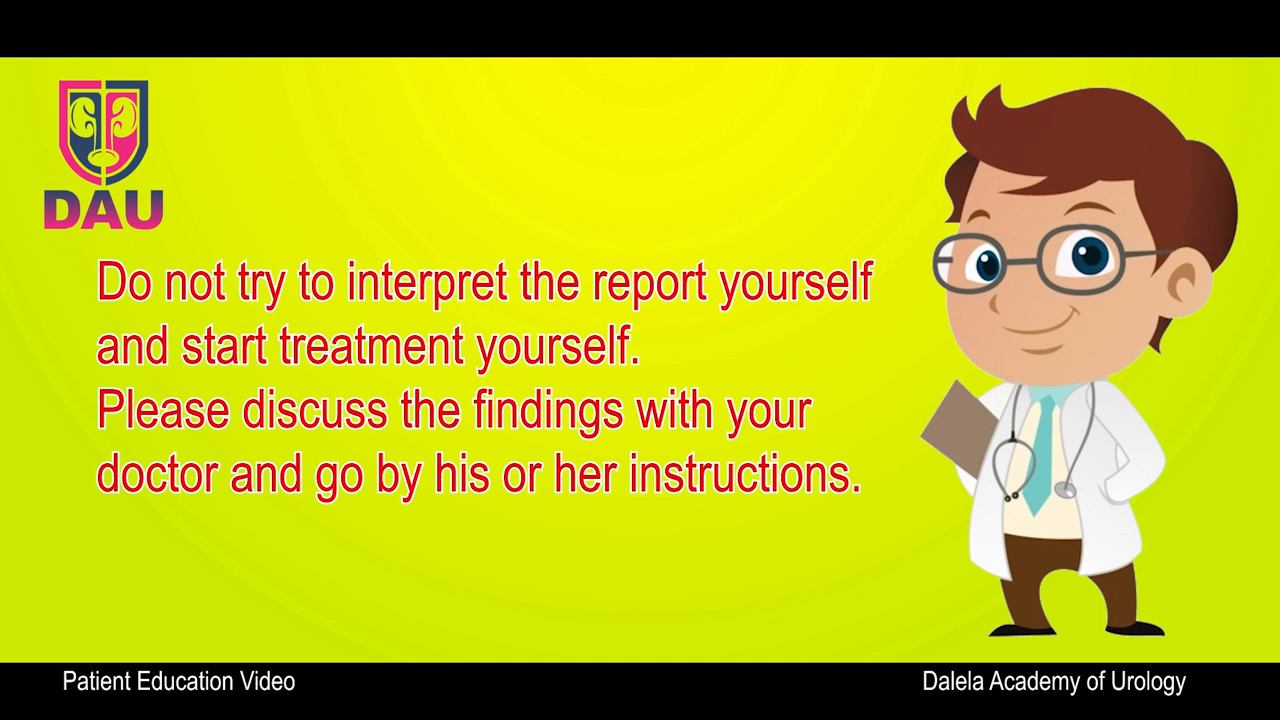 DAU
Do not try to interpret the report yourself
and start treatment yourself.
Please discuss the findings with your
doctor and go by his or her instructions.
Patient Education Video
Dalela Academy of Urology